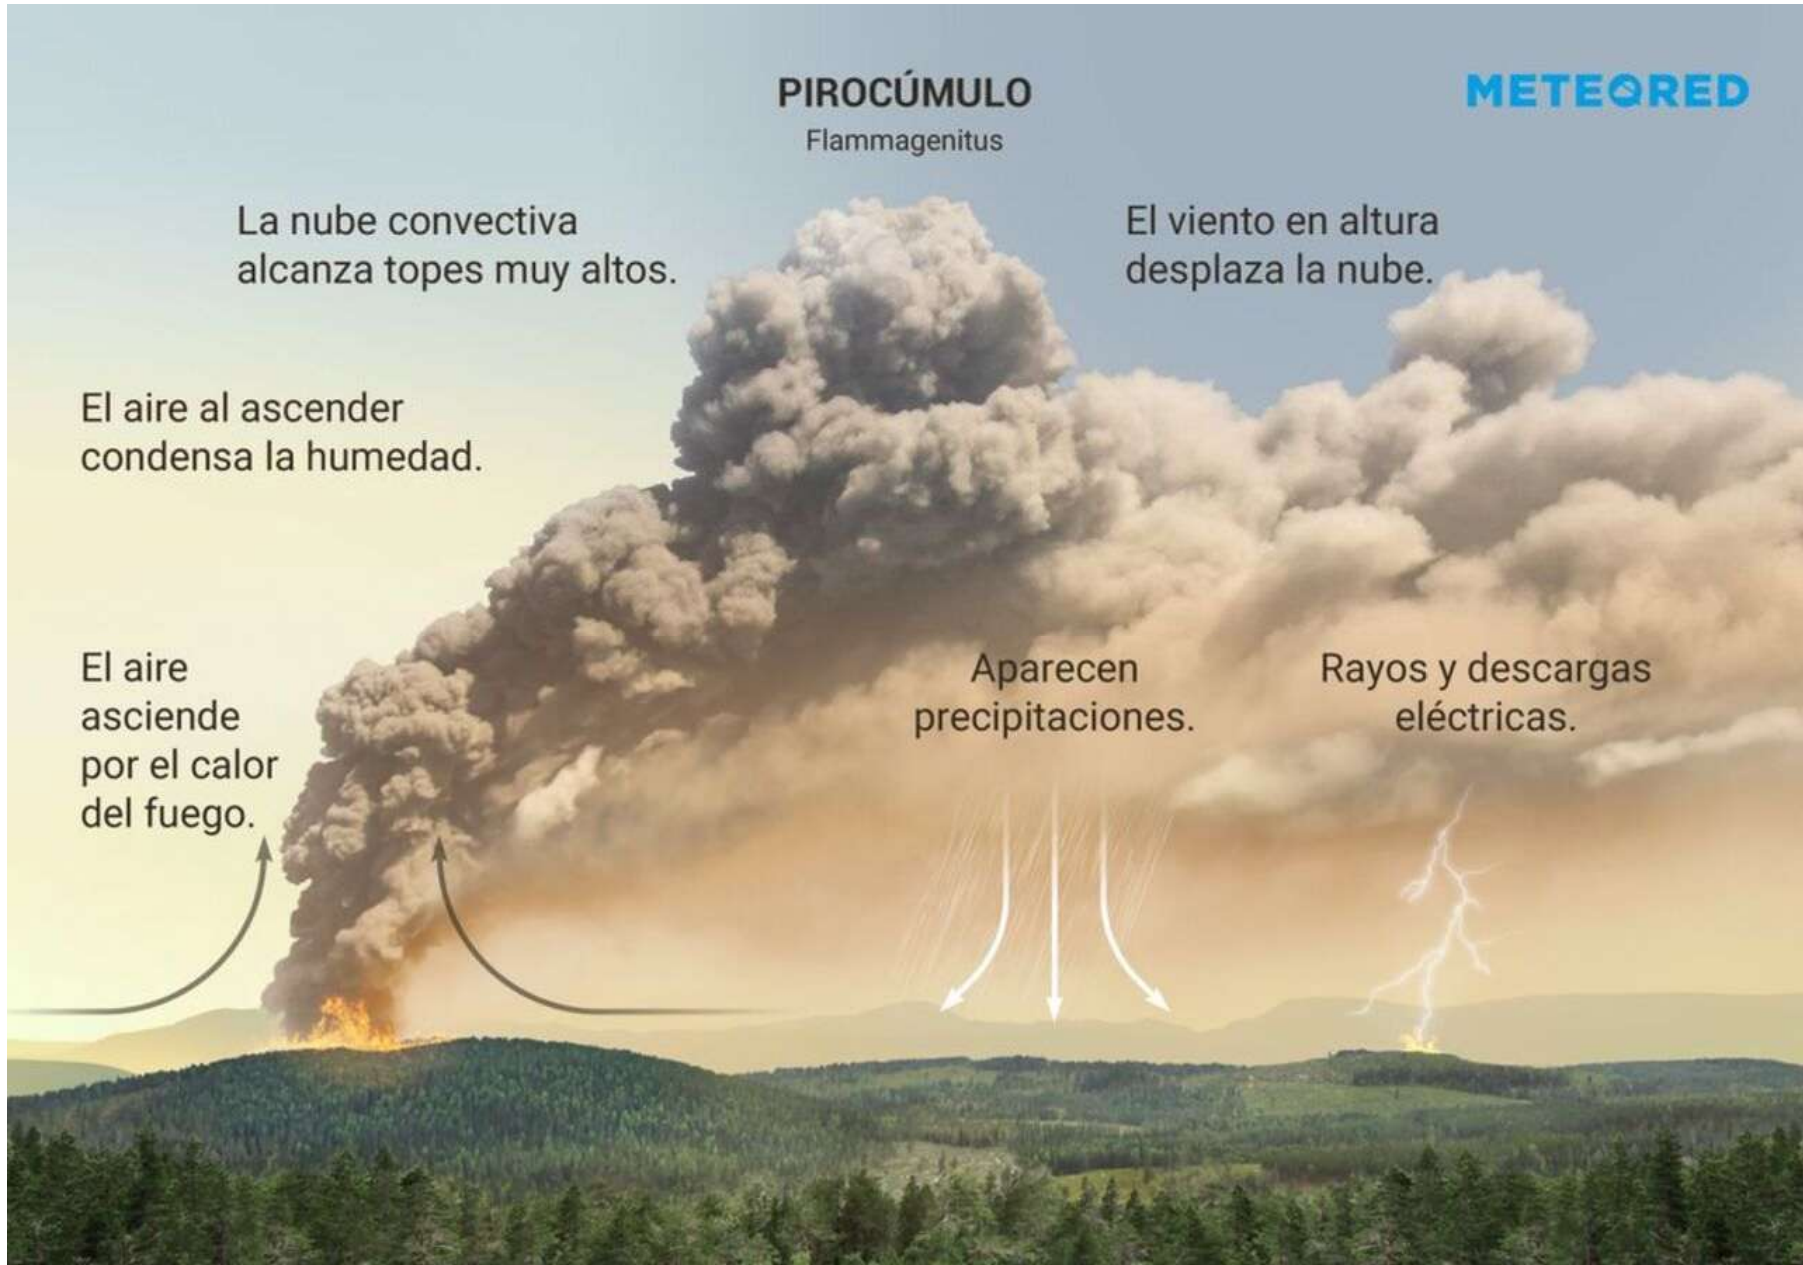 PIROCÚMULO
Flammagenitus
METEORED
La nube convectiva
alcanza topes muy altos.
El viento en altura
desplaza la nube.
El aire al ascender
condensa la humedad.
El aire
asciende
por el calor
del fuego.
Aparecen
precipitaciones.
Rayos y descargas
eléctricas.